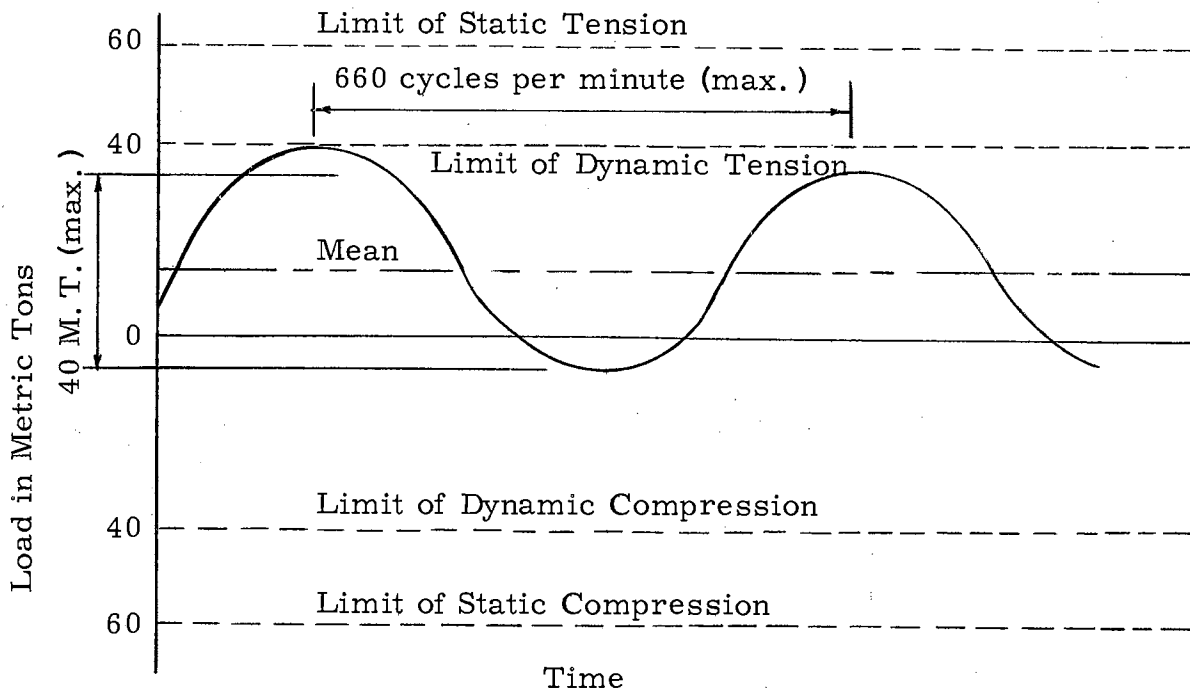 Limit of Static Tension
60
660 cycles per minute (max.)
40
Limit of Dynamic Tension
Mean
0
40 M. T. (max.)
Load in Metric Tons
Limit of Dynamic Compression
40
Limit of Static Compression
60
Time